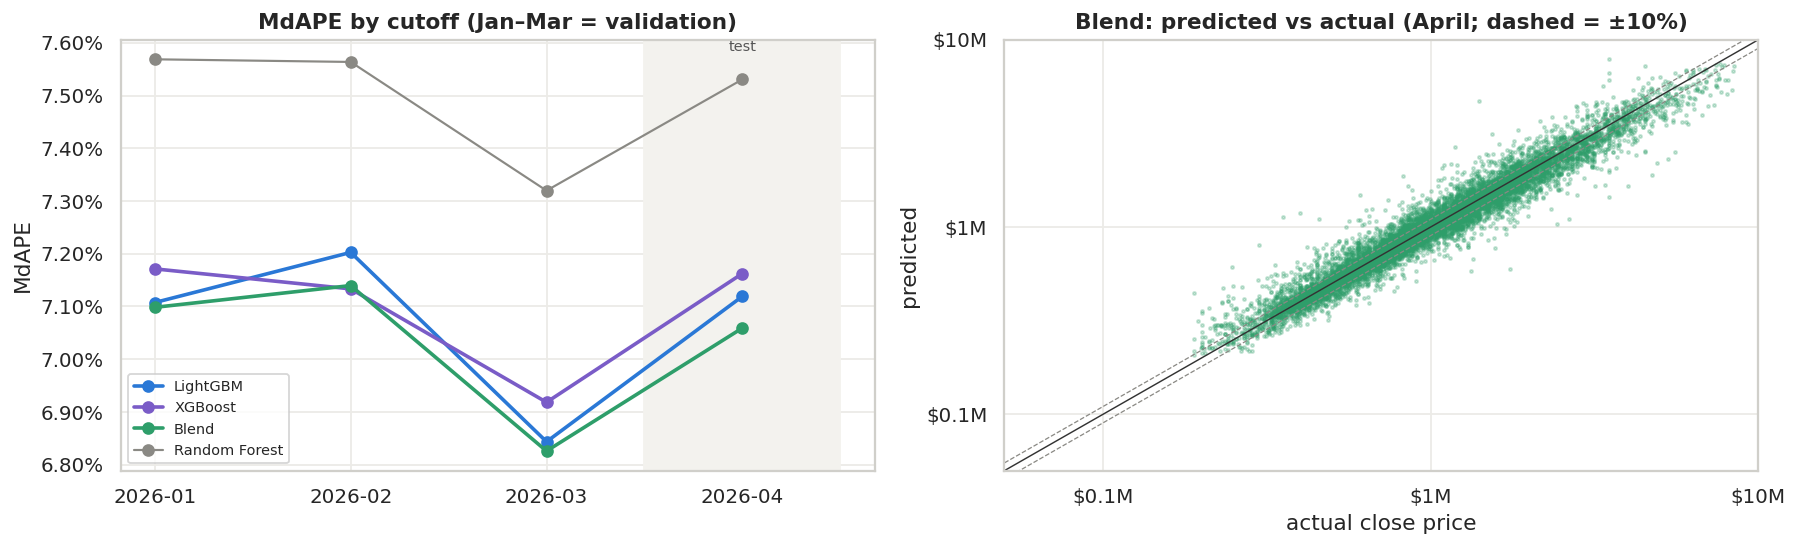 MdAPE by cutoff (Jan–Mar = validation)
7.60%
7.50%
7.40%
7.30%
7.20%
7.10%
7.00%
6.90%
6.80%
MdAPE
test
LightGBM
XGBoost
Blend
Random Forest
2026-01
2026-02
2026-03
2026-04
Blend: predicted vs actual (April; dashed = ±10%)
$10M
$1M
$0.1M
predicted
$0.1M
$1M
$10M
actual close price